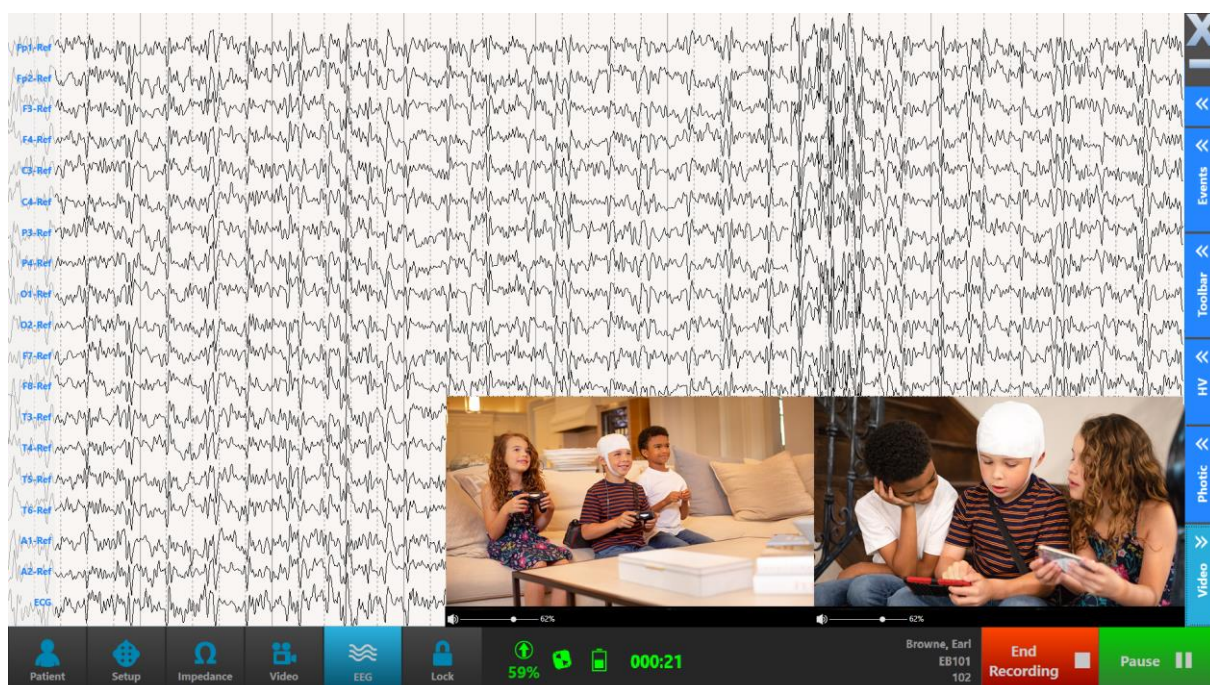 Fp1-Ref
Fp2-Ref
F3-Ref
F4-Ref
C3-Ref
C4-Ref
P3-Ref
P4-Ref
O1-Ref
O2-Ref
F7-Ref
F8-Ref
T3-Ref
T4-Ref
T5-Ref
T6-Ref
A1-Ref
A2-Ref
ECG
62%
62%
X
Events
Toolbar
HV
Photic
Video
Patient
Setup
Impedance
Video
EEG
Lock
59%
000:21
Browne, Earl
EB101
102
End
Recording
Pause